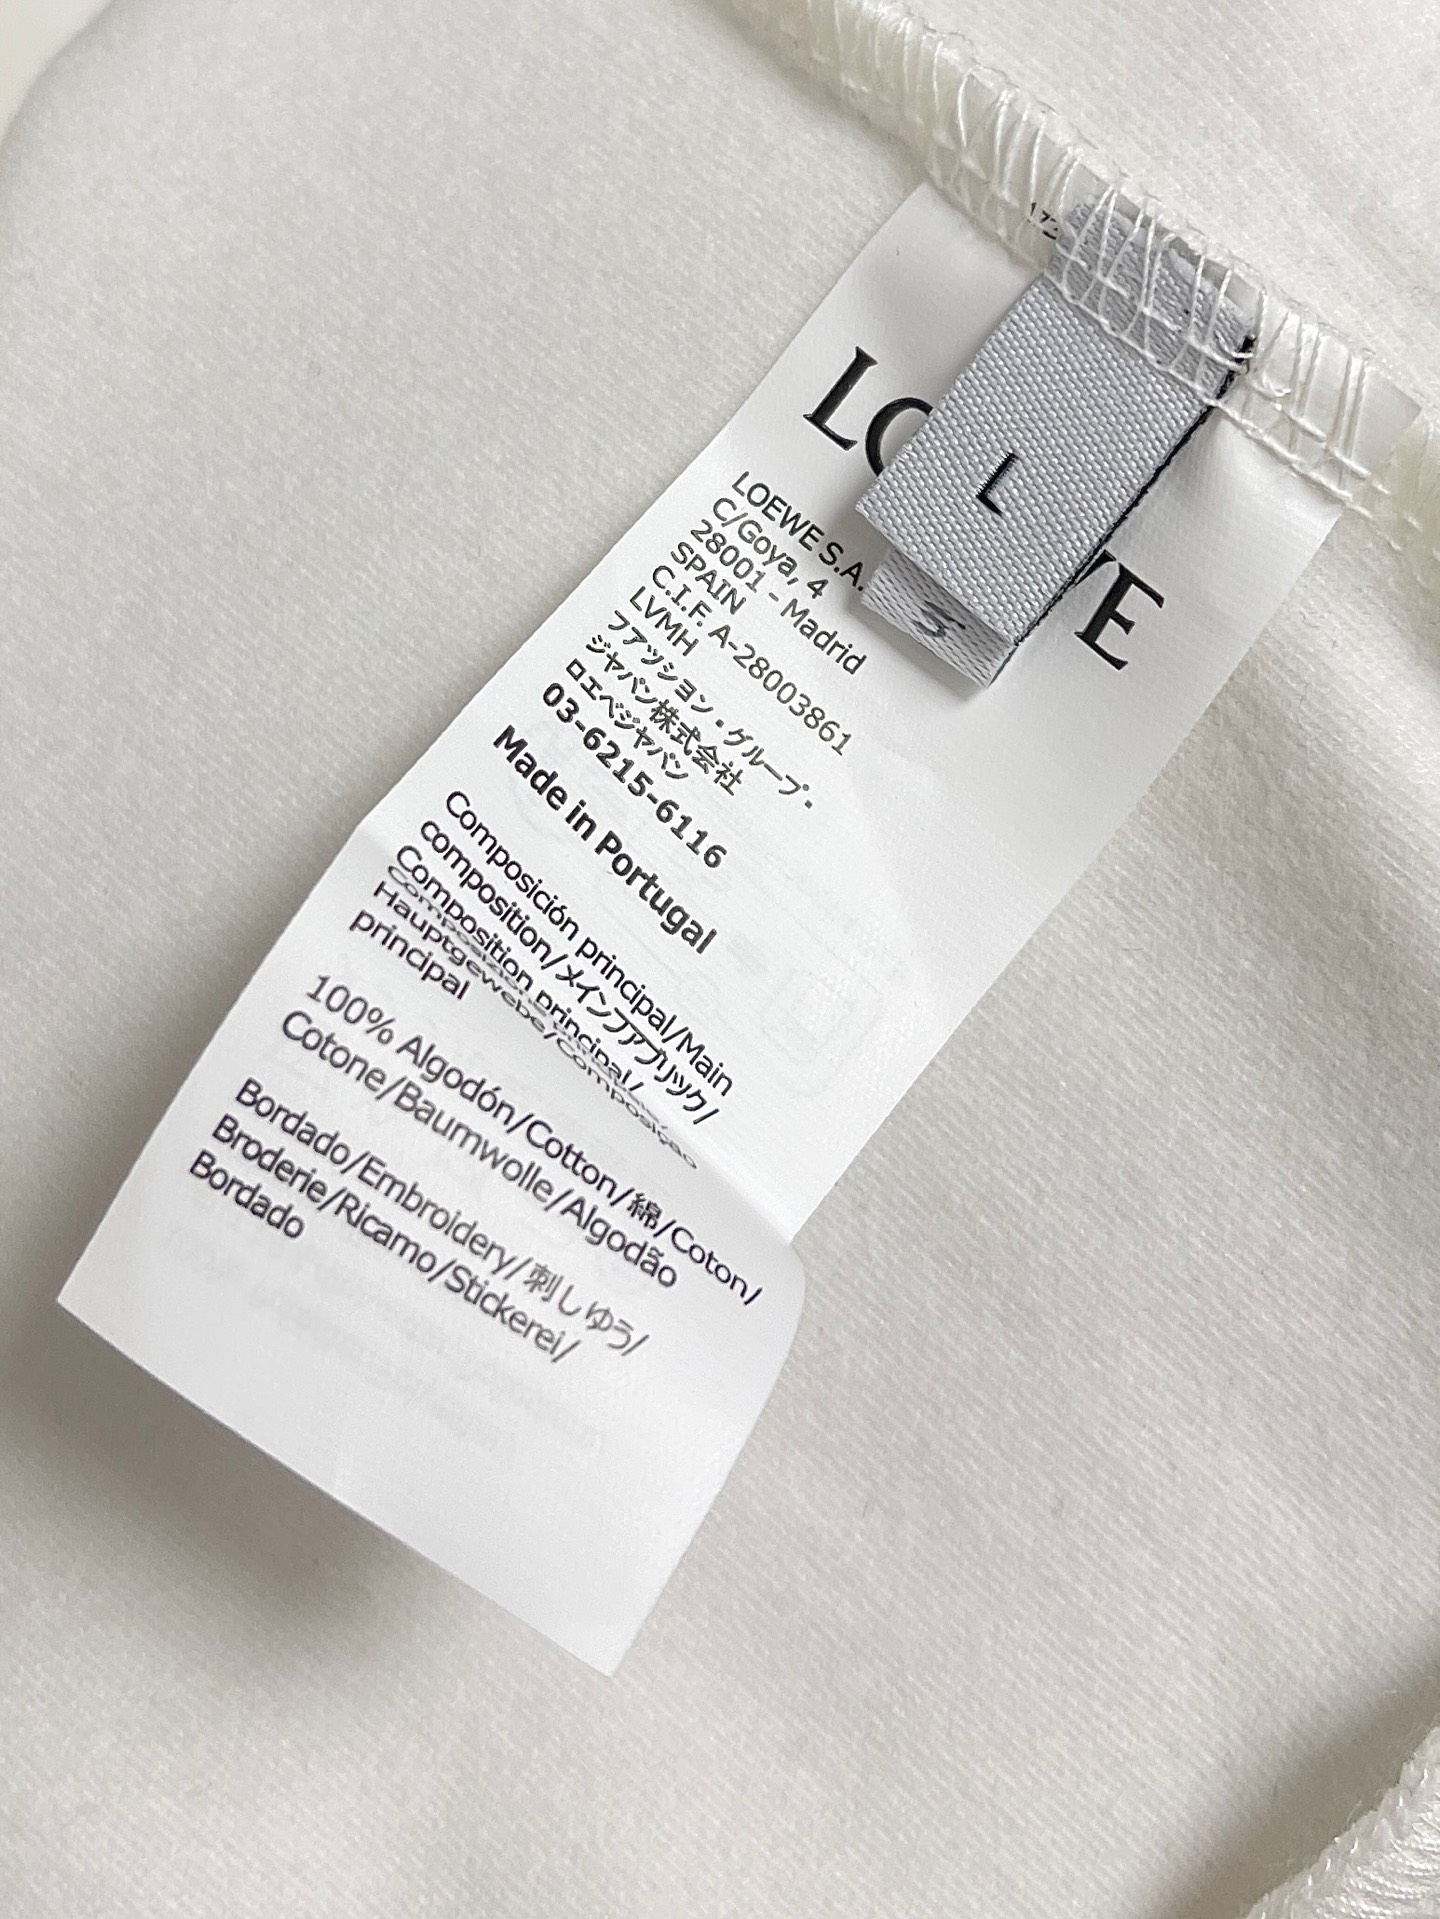 L
LOEWE S.A.
C/Goya, 4
28001 - Madrid
SPAIN
C.I.F. A-28003861
LVMH
ファッション・グループ・
ジャパン株式会社
ロエベジャパン
03-6215-6116
Made in Portugal
Composición principal/Main
composition/メインファブリック/
Composition principal/
Hauptgewebe/Composição
principal
100% Algodón/Cotton/綿/Coton/
Cotone/Baumwolle/Algodão
Bordado/Embroidery/刺しゆう/
Broderie/Ricamo/Stickerei/
Bordado